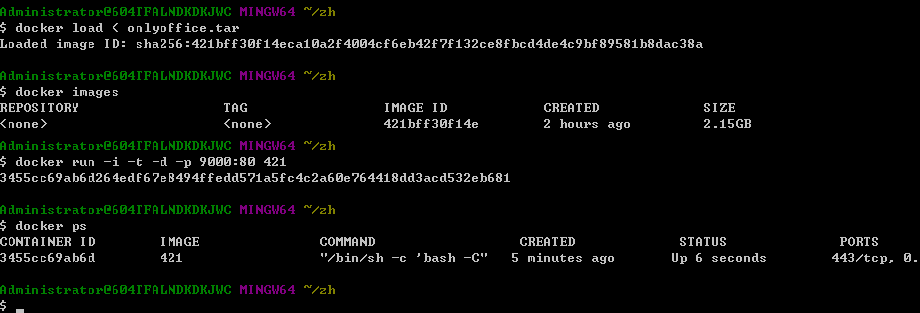 Administrator@604IFALNDKDKJWC MINGW64 ~/zh
$ docker load < onlyoffice.tar
Loaded image ID: sha256:421bff30f14eca10a2f4004cf6eb42f7f132ce8fbcd4de4c9bf89581b8dac38a
Administrator@604IFALNDKDKJWC MINGW64 ~/zh
$ docker images
REPOSITORY TAG IMAGE ID CREATED SIZE
<none> <none> 421bff30f14e 2 hours ago 2.15GB
Administrator@604IFALNDKDKJWC MINGW64 ~/zh
$ docker run -i -t -d -p 9000:80 421
3455cc69ab6d264edf67e8494ffedd571a5fc4c2a60e764418dd3acd532eb681
Administrator@604IFALNDKDKJWC MINGW64 ~/zh
$ docker ps
CONTAINER ID IMAGE COMMAND CREATED STATUS PORTS
3455cc69ab6d 421 "/bin/sh -c 'bash -C" 5 minutes ago Up 6 seconds 443/tcp, 0.
Administrator@604IFALNDKDKJWC MINGW64 ~/zh
$